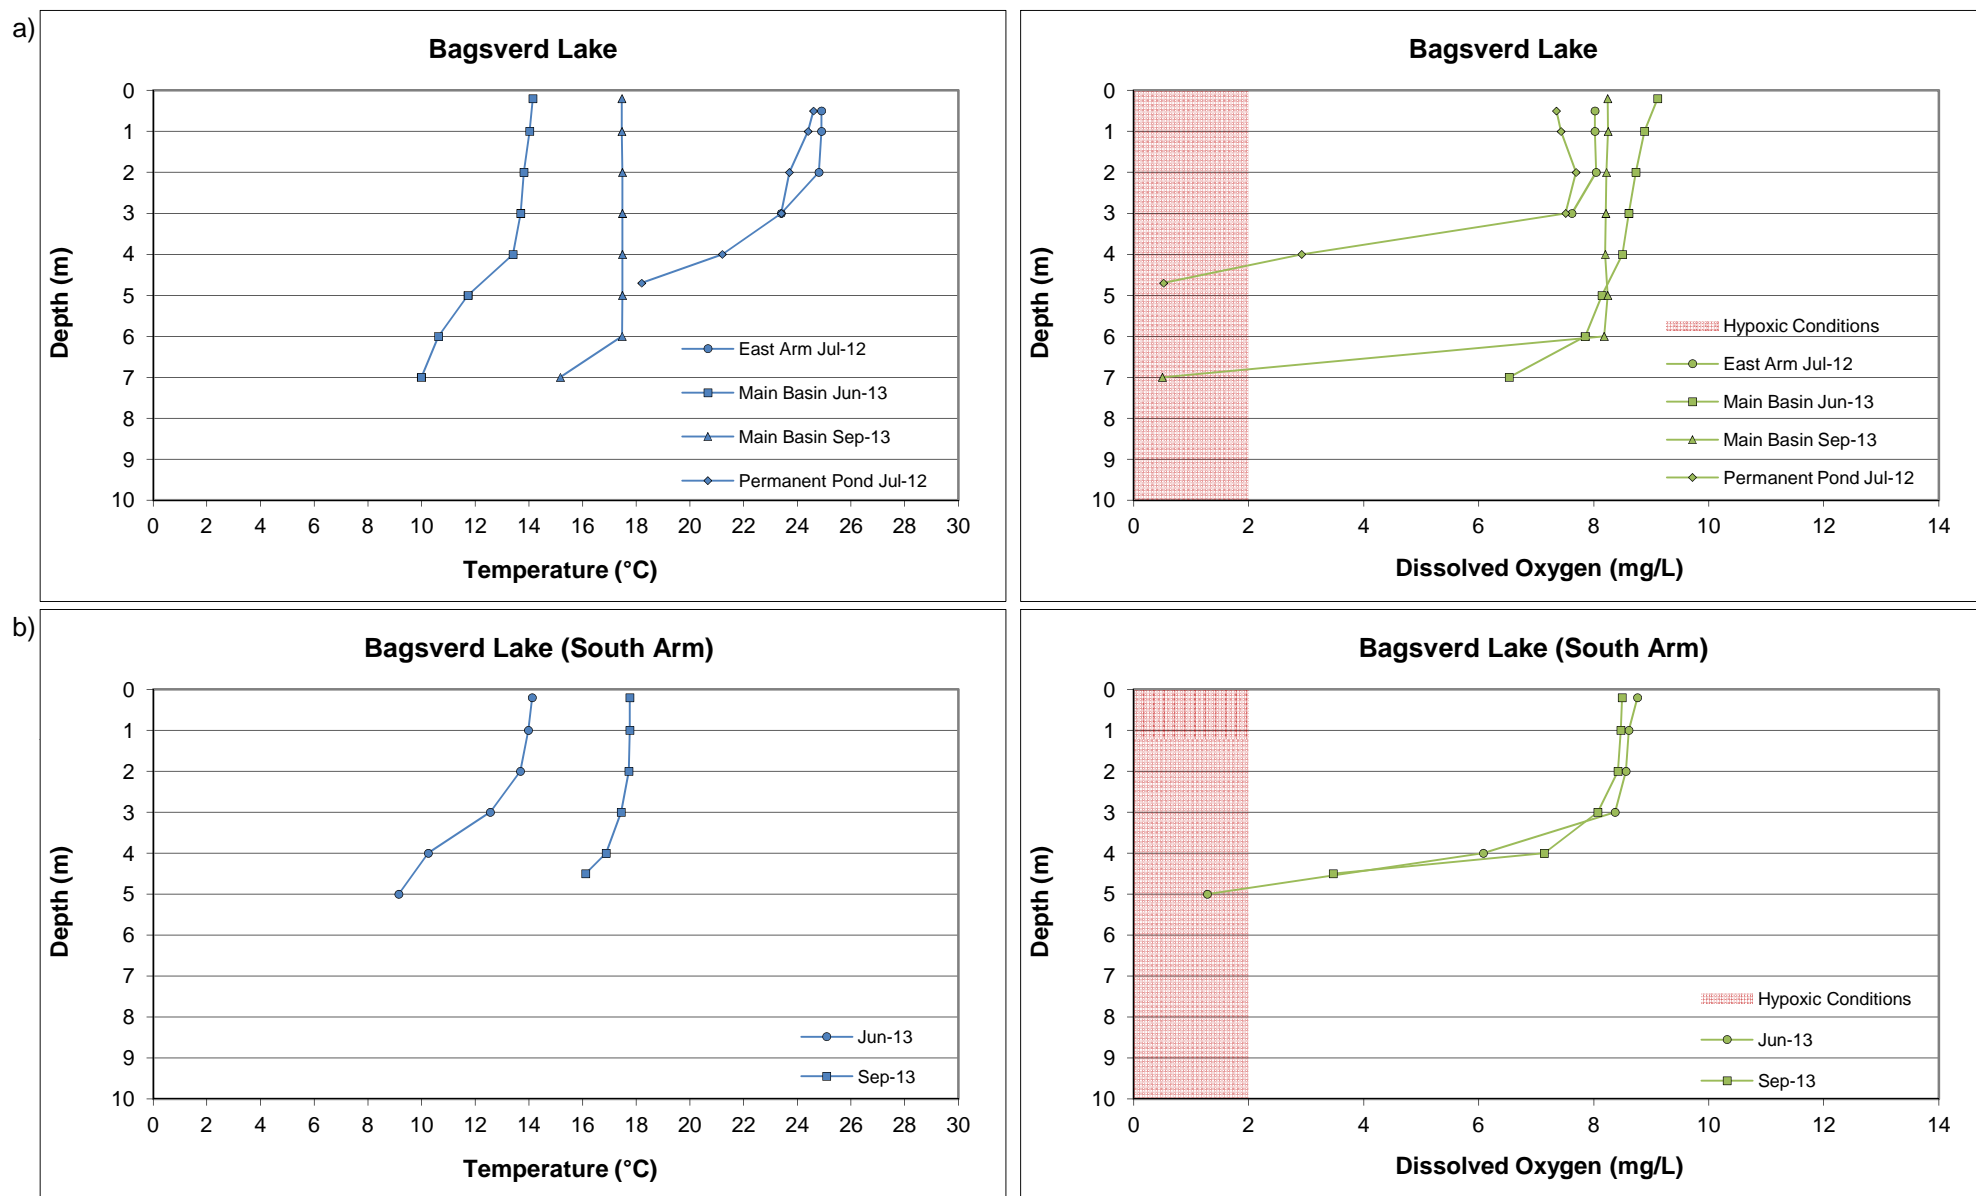 a)
Bagsverd Lake
0
1
2
3
4
5
6
7
8
9
10
Depth (m)
0 2 4 6 8 10 12 14 16 18 20 22 24 26 28 30
Temperature (°C)
East Arm Jul-12
Main Basin Jun-13
Main Basin Sep-13
Permanent Pond Jul-12
Bagsverd Lake
0
1
2
3
4
5
6
7
8
9
10
Depth (m)
0 2 4 6 8 10 12 14
Dissolved Oxygen (mg/L)
Hypoxic Conditions
East Arm Jul-12
Main Basin Jun-13
Main Basin Sep-13
Permanent Pond Jul-12
b)
Bagsverd Lake (South Arm)
0
1
2
3
4
5
6
7
8
9
10
Depth (m)
0 2 4 6 8 10 12 14 16 18 20 22 24 26 28 30
Temperature (°C)
Jun-13
Sep-13
Bagsverd Lake (South Arm)
0
1
2
3
4
5
6
7
8
9
10
Depth (m)
0 2 4 6 8 10 12 14
Dissolved Oxygen (mg/L)
Hypoxic Conditions
Jun-13
Sep-13